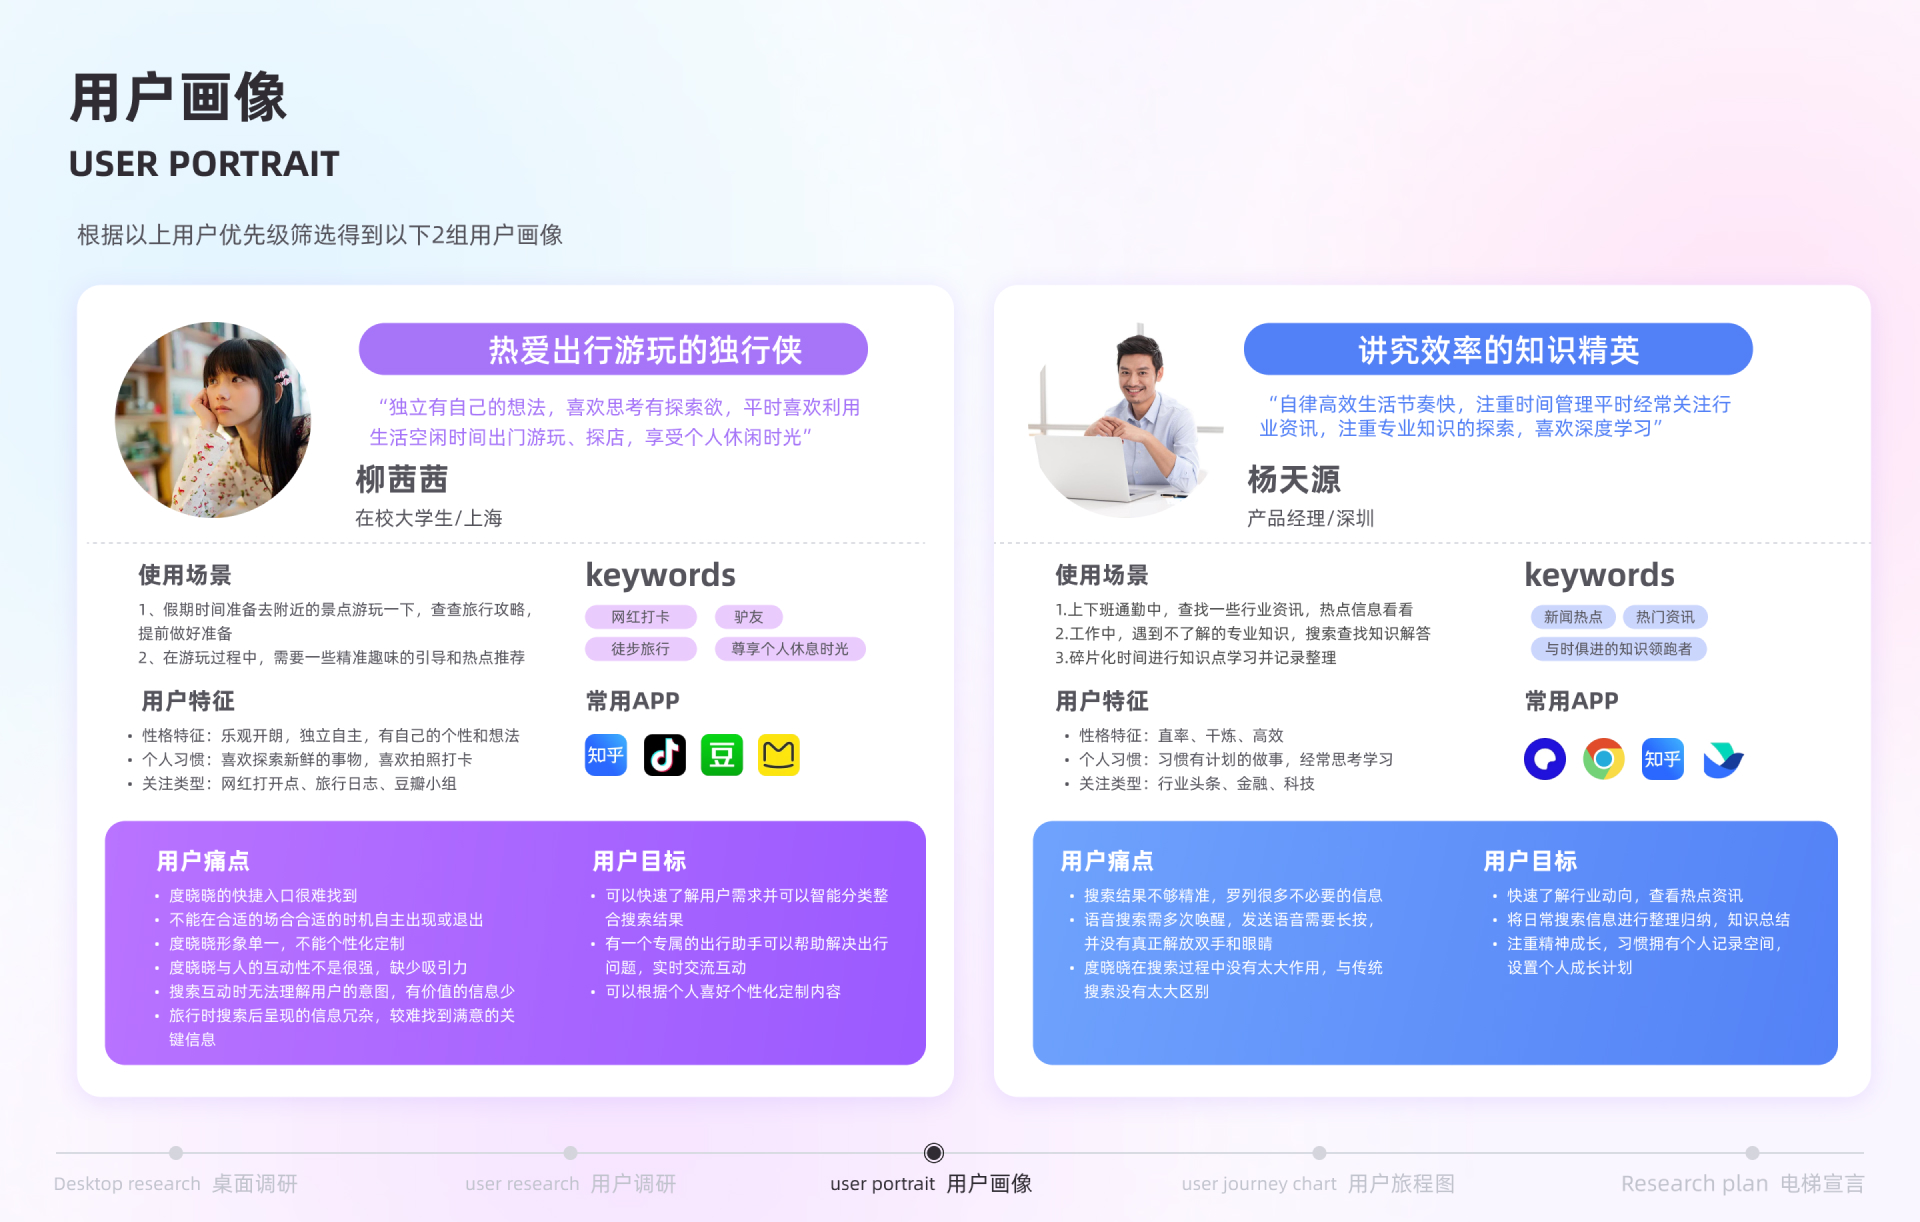 用户画像
USER PORTRAIT
根据以上用户优先级筛选得到以下2组用户画像
热爱出行游玩的独行侠
“独立有自己的想法，喜欢思考有探索欲，平时喜欢利用
生活空闲时间出门游玩、探店，享受个人休闲时光”
柳茜茜
在校大学生/上海
使用场景
1、假期时间准备去附近的景点游玩一下，查查旅行攻略，
提前做好准备
2、在游玩过程中，需要一些精准趣味的引导和热点推荐
keywords
网红打卡
驴友
徒步旅行
尊享个人休息时光
用户特征
• 性格特征：乐观开朗，独立自主，有自己的个性和想法
• 个人习惯：喜欢探索新鲜的事物，喜欢拍照打卡
• 关注类型：网红打开点、旅行日志、豆瓣小组
常用APP
知乎
豆
用户痛点
• 度晓晓的快捷入口很难找到
• 不能在合适的场合合适的时机自主出现或退出
• 度晓晓形象单一，不能个性化定制
• 度晓晓与人的互动性不是很强，缺少吸引力
• 搜索互动时无法理解用户的意图，有价值的信息少
• 旅行时搜索后呈现的信息冗杂，较难找到满意的关
键信息
用户目标
• 可以快速了解用户需求并可以智能分类整
合搜索结果
• 有一个专属的出行助手可以帮助解决出行
问题，实时交流互动
• 可以根据个人喜好个性化定制内容
讲究效率的知识精英
“自律高效生活节奏快，注重时间管理平时经常关注行
业资讯，注重专业知识的探索，喜欢深度学习”
杨天源
产品经理/深圳
使用场景
1.上下班通勤中，查找一些行业资讯，热点信息看看
2.工作中，遇到不了解的专业知识，搜索查找知识解答
3.碎片化时间进行知识点学习并记录整理
keywords
新闻热点
热门资讯
与时俱进的知识领跑者
用户特征
• 性格特征：直率、干炼、高效
• 个人习惯：习惯有计划的做事，经常思考学习
• 关注类型：行业头条、金融、科技
常用APP
知乎
用户痛点
• 搜索结果不够精准，罗列很多不必要的信息
• 语音搜索需多次唤醒，发送语音需要长按，
并没有真正解放双手和眼睛
• 度晓晓在搜索过程中没有太大作用，与传统
搜索没有太大区别
用户目标
• 快速了解行业动向，查看热点资讯
• 将日常搜索信息进行整理归纳，知识总结
• 注重精神成长，习惯拥有个人记录空间，
设置个人成长计划
Desktop research 桌面调研
user research 用户调研
user portrait 用户画像
user journey chart 用户旅程图
Research plan 电梯宣言